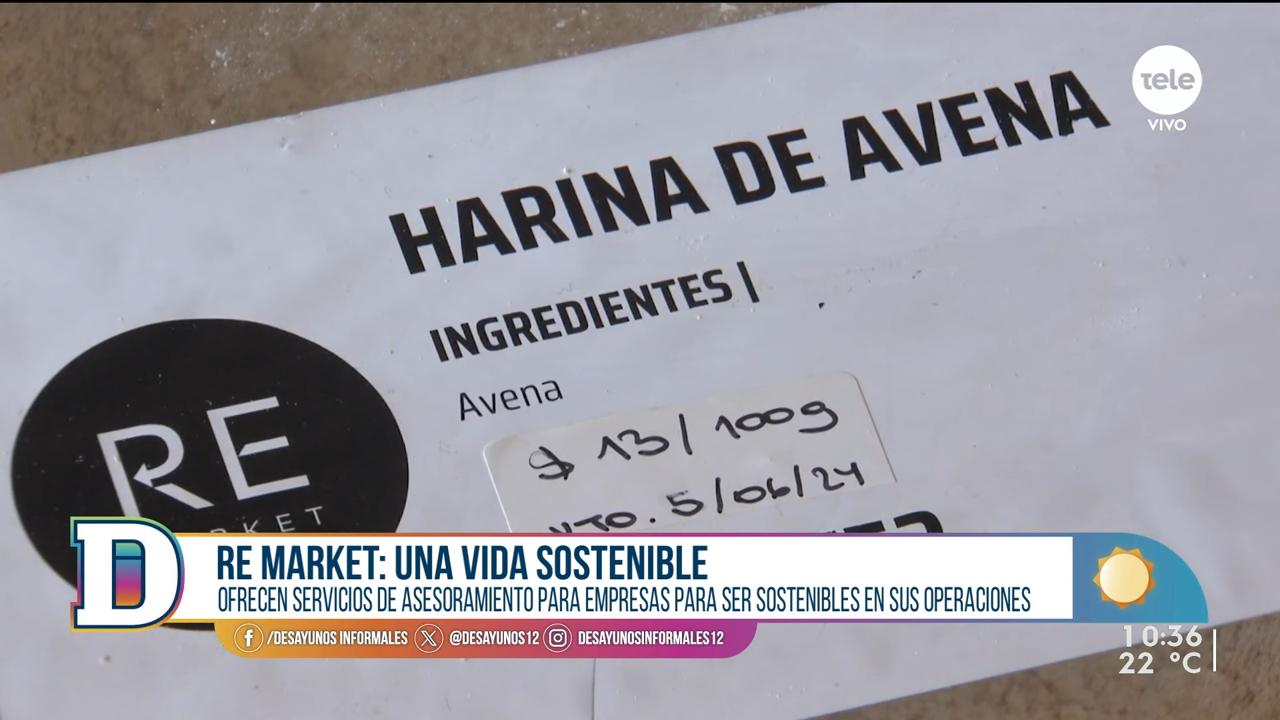 tele
VIVO
HARINA DE AVENA
INGREDIENTES |
Avena
$ 13/100g
VTO. 5/06/24
RE
RKET
D
RE MARKET: UNA VIDA SOSTENIBLE
OFRECEN SERVICIOS DE ASESORAMIENTO PARA EMPRESAS PARA SER SOSTENIBLES EN SUS OPERACIONES
/DESAYUNOS INFORMALES @DESAYUNOS12 DESAYUNOSINFORMALES12
10:36
22 °C